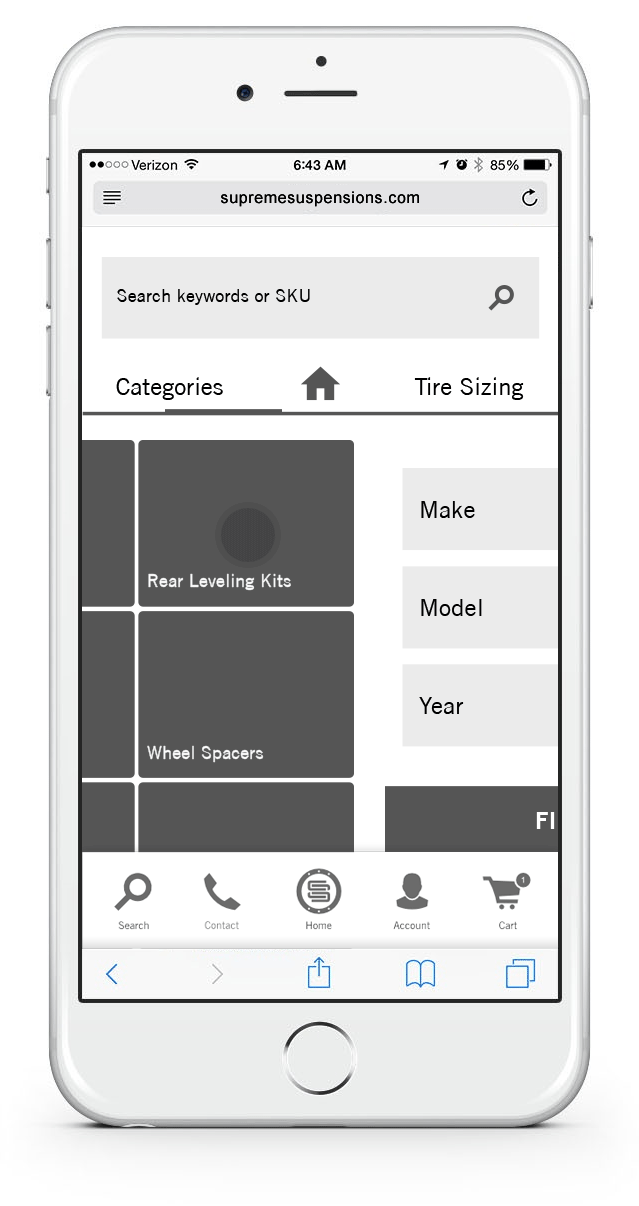 Verizon 6:43 AM 85%
supremesuspensions.com
Search keywords or SKU
Categories Tire Sizing
Make
Rear Leveling Kits
Model
Year
Wheel Spacers
FI
1
Search Contact Home Account Cart